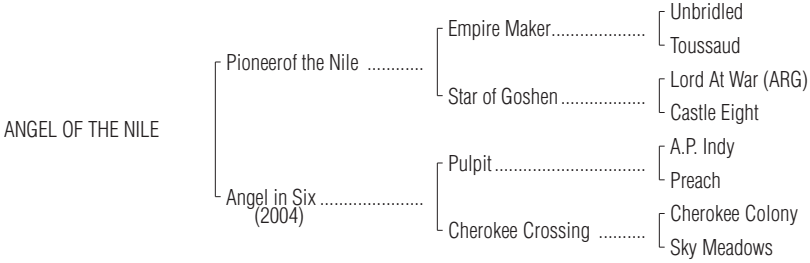 Unbridled
Empire Maker....................
Toussaud
Pioneerof the Nile ............
Lord At War (ARG)
Star of Goshen..................
Castle Eight
ANGEL OF THE NILE
A.P. Indy
Pulpit................................
Preach
Angel in Six ......................
(2004)
Cherokee Colony
Cherokee Crossing ..........
Sky Meadows